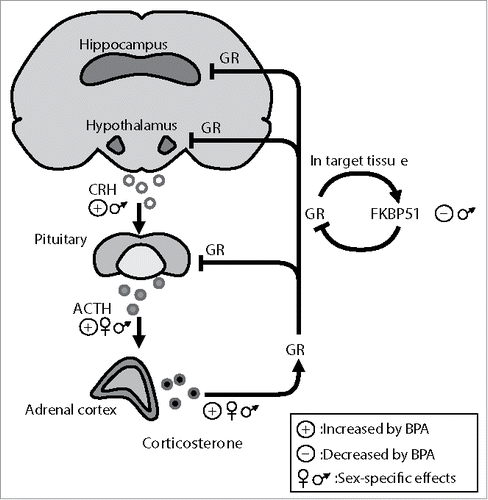 Hippocampus
GR
Hypothalamus
GR
In target tissu e
CRH
⊕♂
GR
FKBP51
⊖♂
Pituitary
GR
ACTH
⊕♀♂
GR
Adrenal cortex
⊕♀♂
Corticosterone
⊕ :Increased by BPA
⊖ :Decreased by BPA
♀♂ :Sex-specific effects